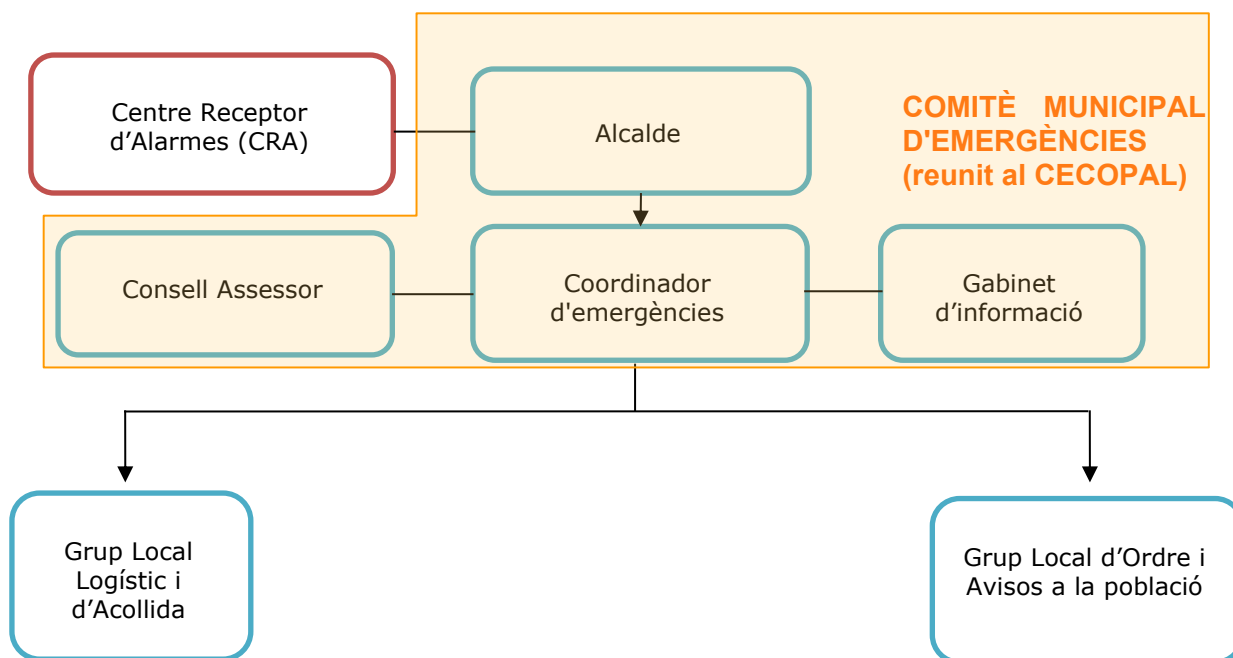 Centre Receptor
d’Alarmes (CRA)
Alcalde
COMITÈ MUNICIPAL
D'EMERGÈNCIES
(reunit al CECOPAL)
Consell Assessor
Coordinador
d'emergències
Gabinet
d’informació
Grup Local
Logístic i
d’Acollida
Grup Local d’Ordre i
Avisos a la població